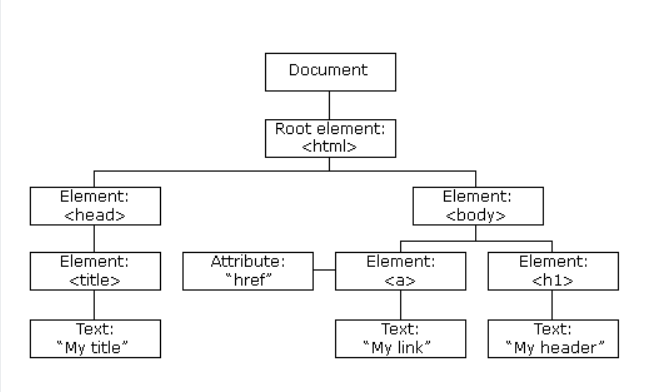 Document
Root element:
<html>
Element:
<head>
Element:
<body>
Element:
<title>
Attribute:
“href”
Element:
<a>
Element:
<h1>
Text:
“My title”
Text:
“My link”
Text:
“My header”